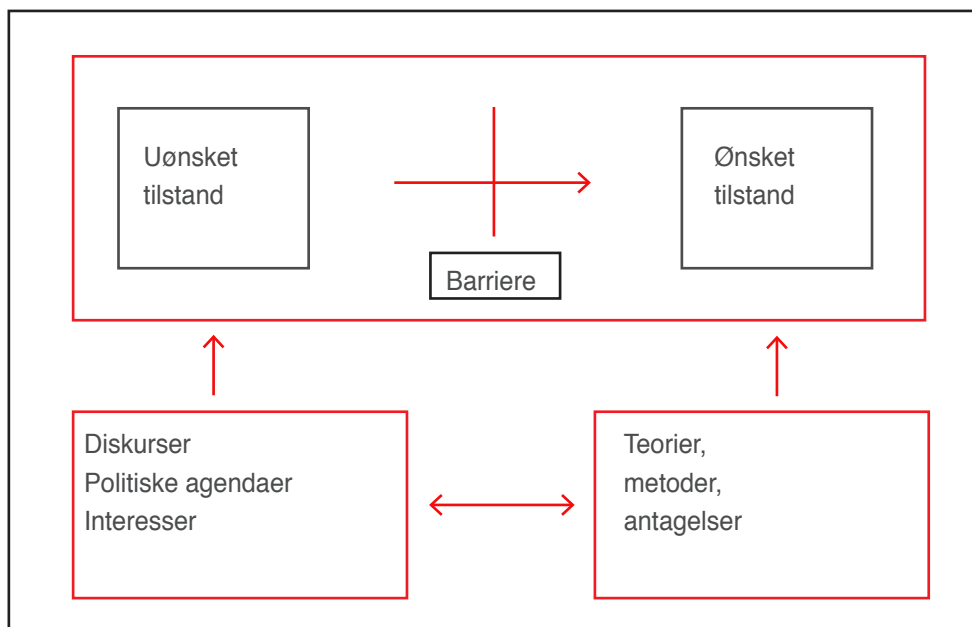 Uønsket
tilstand
Ønsket
tilstand
Barriere
Diskurser
Politiske agendaer
Interesser
Teorier,
metoder,
antagelser